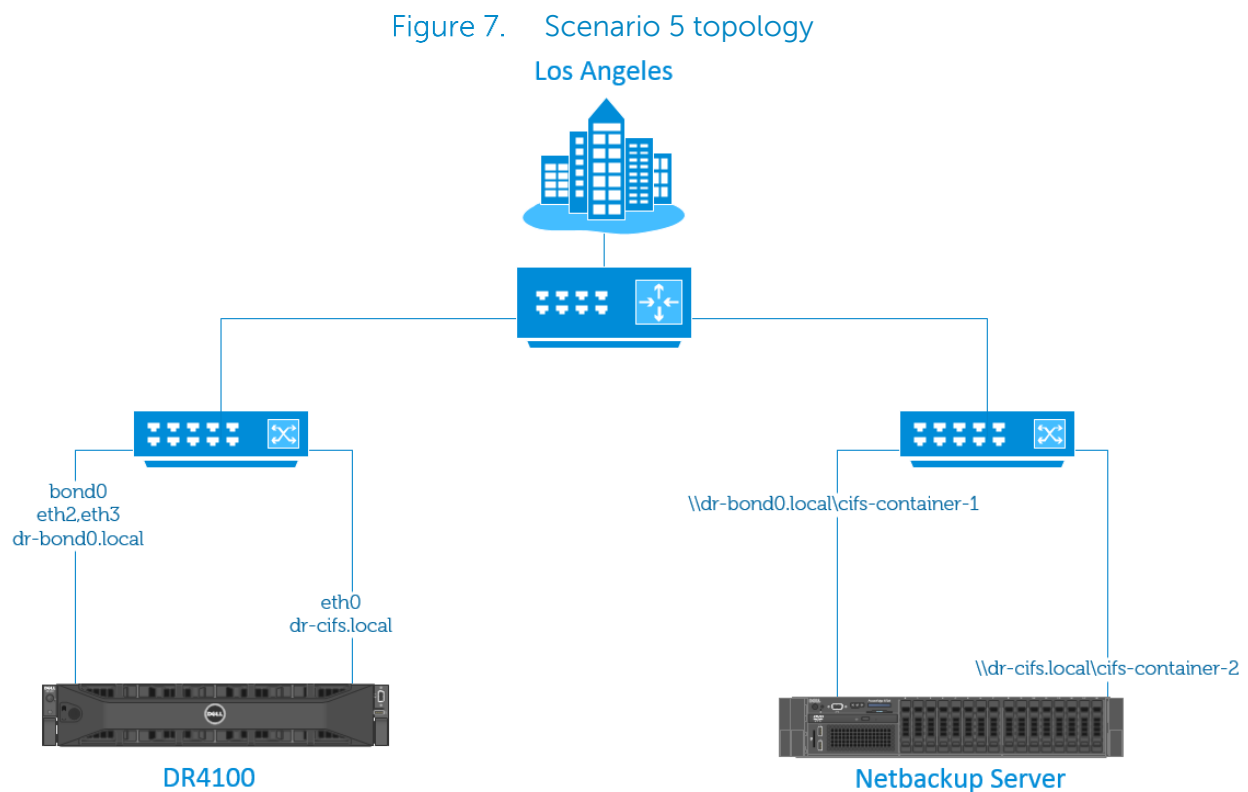 Figure 7. Scenario 5 topology
Los Angeles
bond0
eth2,eth3
dr-bond0.local
eth0
dr-cifs.local
\\dr-bond0.local\cifs-container-1
\\dr-cifs.local\cifs-container-2
DELL
DR4100
Netbackup Server